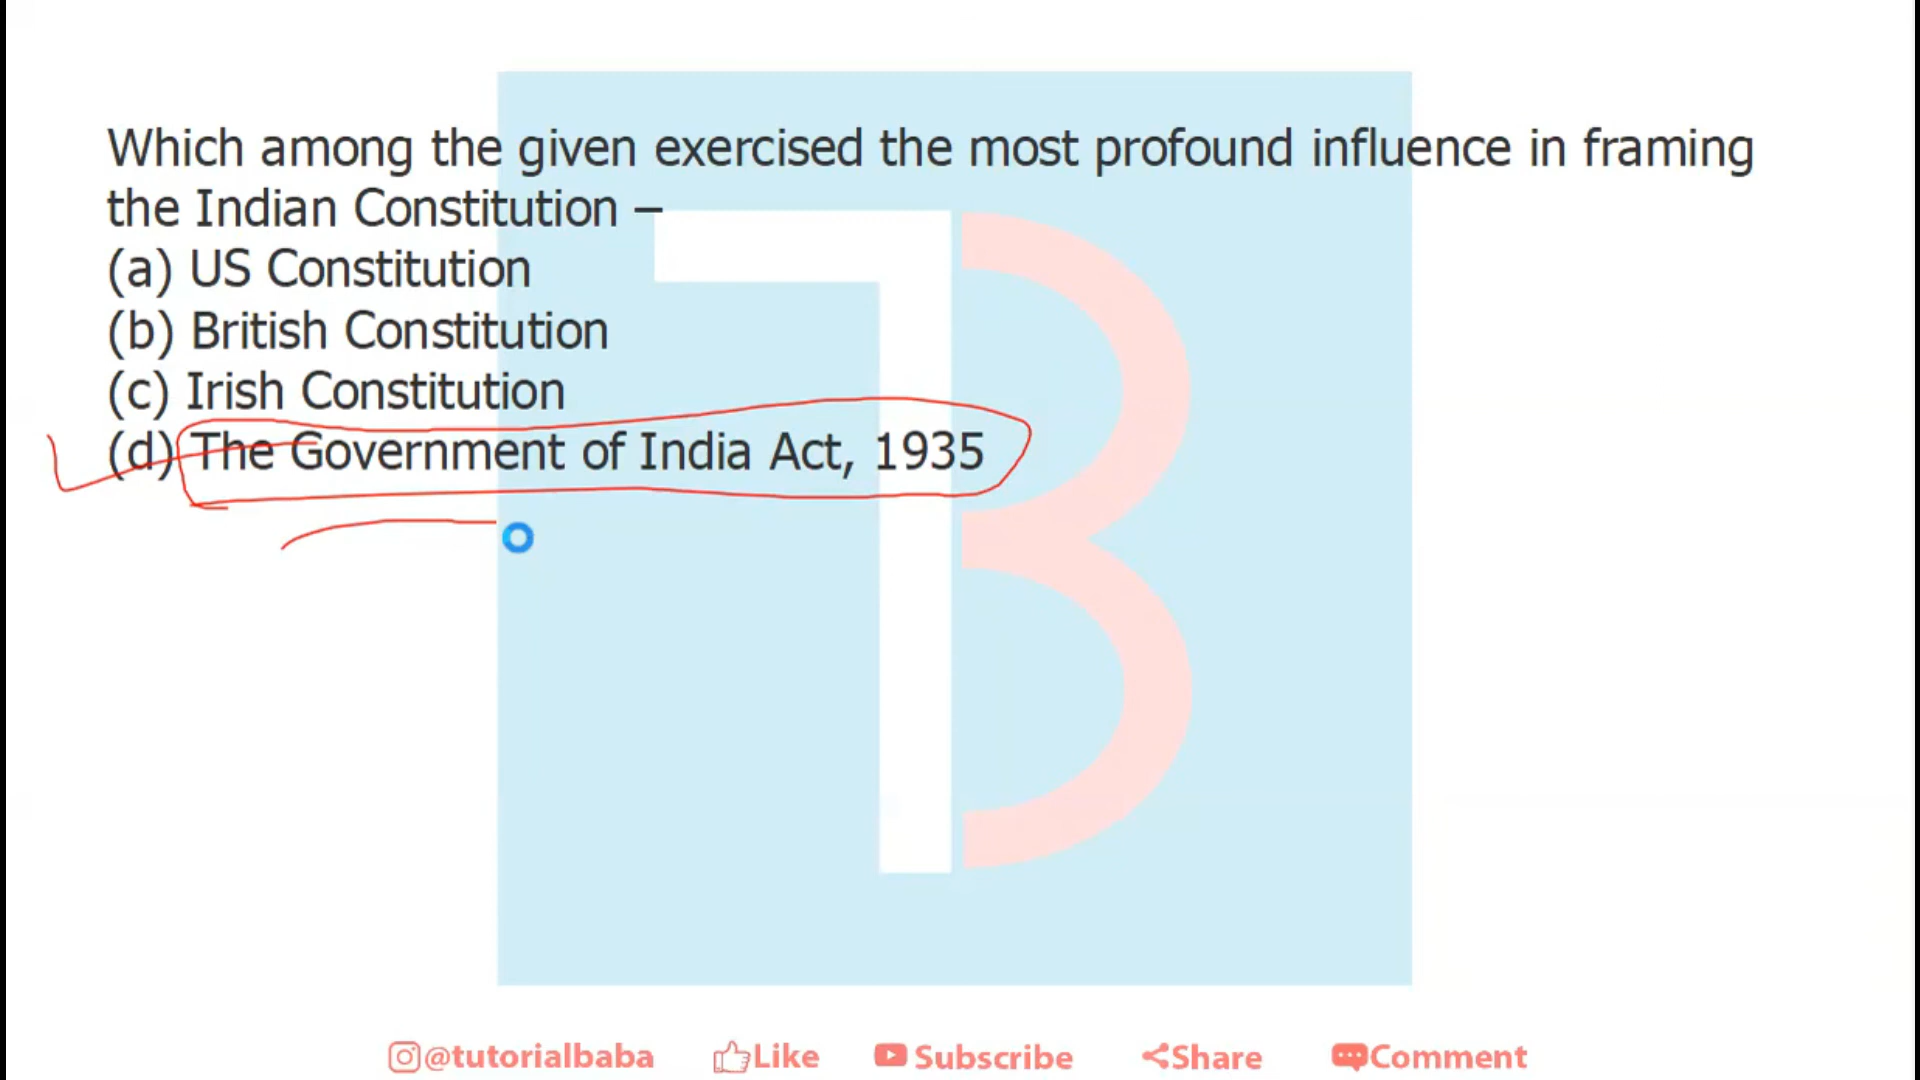 Which among the given exercised the most profound influence in framing
the Indian Constitution –
(a) US Constitution
(b) British Constitution
(c) Irish Constitution
(d) The Government of India Act, 1935
@tutorialbaba Like Subscribe Share Comment